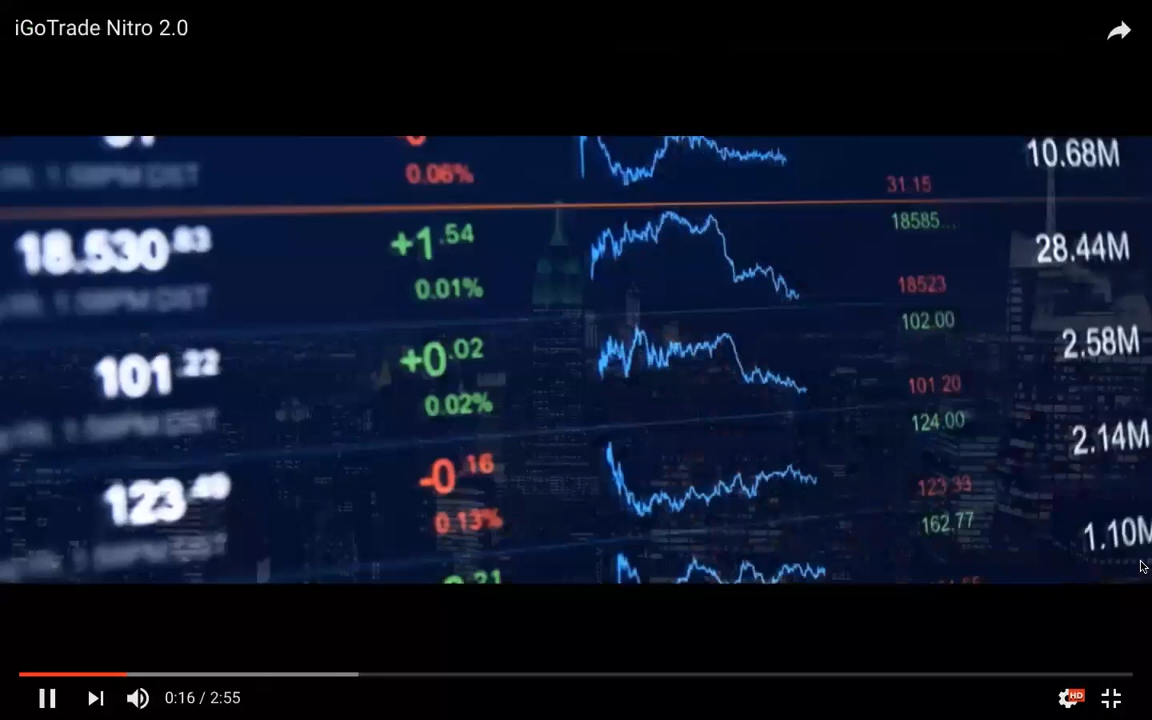 iGoTrade Nitro 2.0
10.68M
0.06%
31.15
18585...
18.530
+1.54
28.44M
0.01%
18523
102.00
+0.02
2.58M
101.22
101 20
0.02%
124.00
2.14M
-0.16
123.49
123 33
0.13%
162.77
1.10M
0:16 / 2:55
HD